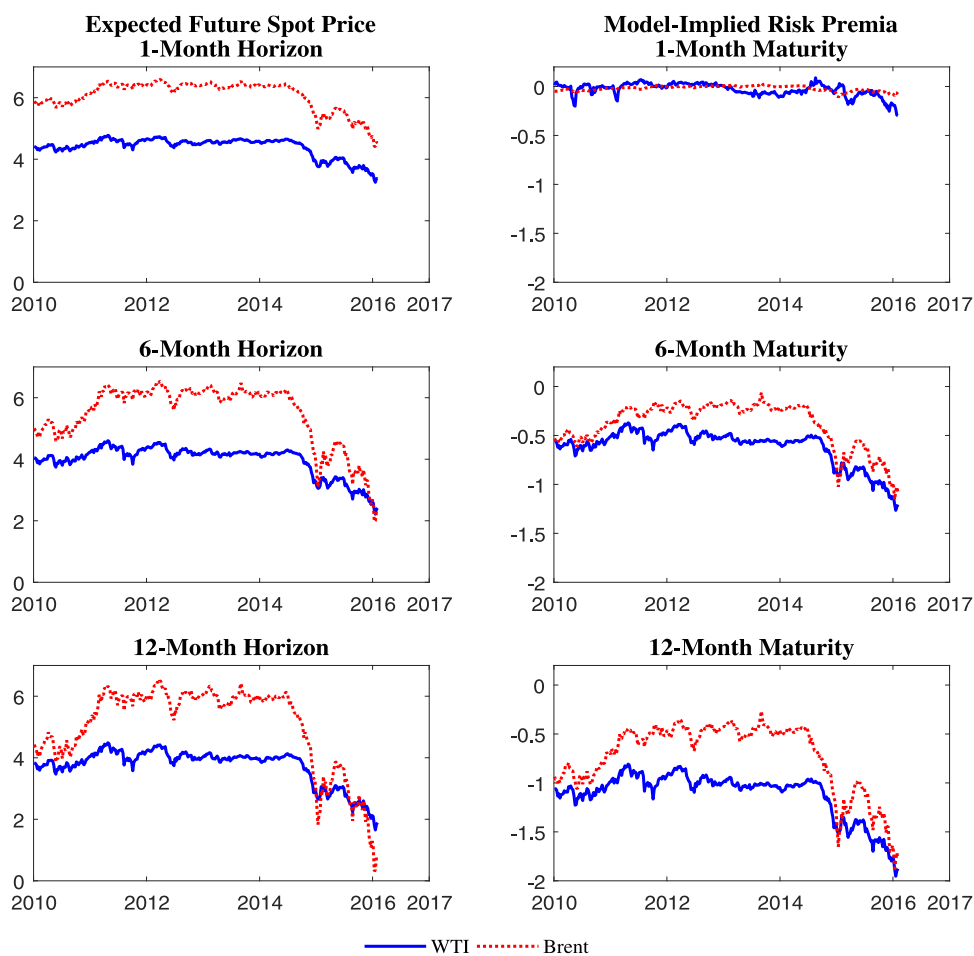 Expected Future Spot Price
1-Month Horizon
6
4
2
0
2010 2012 2014 2016 2017
Model-Implied Risk Premia
1-Month Maturity
0
-0.5
-1
-1.5
-2
2010 2012 2014 2016 2017
6-Month Horizon
6
4
2
0
2010 2012 2014 2016 2017
6-Month Maturity
0
-0.5
-1
-1.5
-2
2010 2012 2014 2016 2017
12-Month Horizon
6
4
2
0
2010 2012 2014 2016 2017
12-Month Maturity
0
-0.5
-1
-1.5
-2
2010 2012 2014 2016 2017
WTI Brent